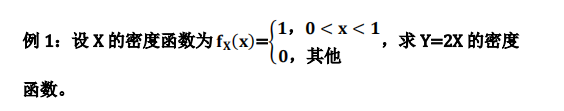 例 1：设 X 的密度函数为 fX(x)={1，0 < x < 1
0，其他 ，求 Y=2X 的密度
函数。